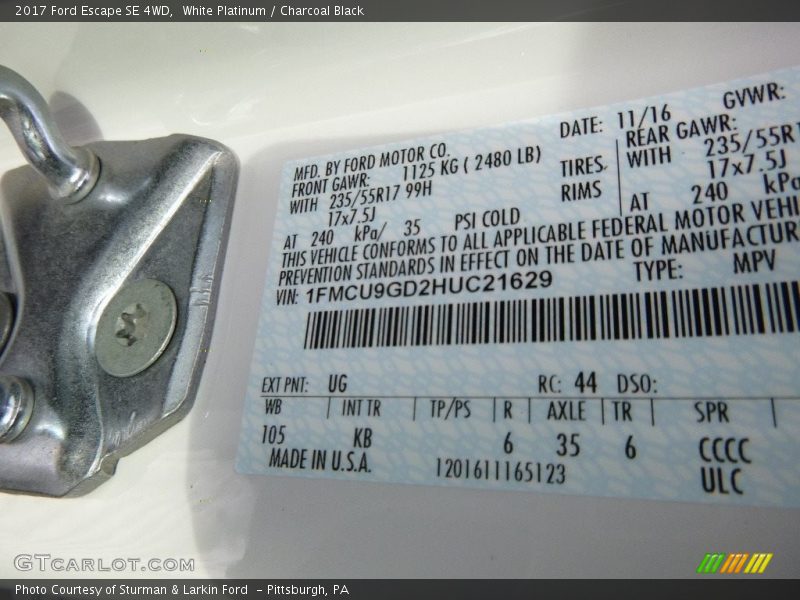 2017 Ford Escape SE 4WD, White Platinum / Charcoal Black
MFD. BY FORD MOTOR CO. DATE: 11/16 GVWR:
FRONT GAWR: 1125 KG ( 2480 LB) REAR GAWR:
WITH 235/55R17 99H TIRES WITH 235/55R1
17x7.5J RIMS 17x7.5J
AT 240 kPa/ 35 PSI COLD AT 240 kPa
THIS VEHICLE CONFORMS TO ALL APPLICABLE FEDERAL MOTOR VEHI
PREVENTION STANDARDS IN EFFECT ON THE DATE OF MANUFACTUR
VIN: 1FMCU9GD2HUC21629 TYPE: MPV
EXT PNT: UG RC: 44 DSO:
WB INT TR TP/PS R AXLE TR SPR
105 KB 6 35 6 CCCC
MADE IN U.S.A. 1201611165123 ULC
GTCARLOT.COM
Photo Courtesy of Sturman & Larkin Ford - Pittsburgh, PA